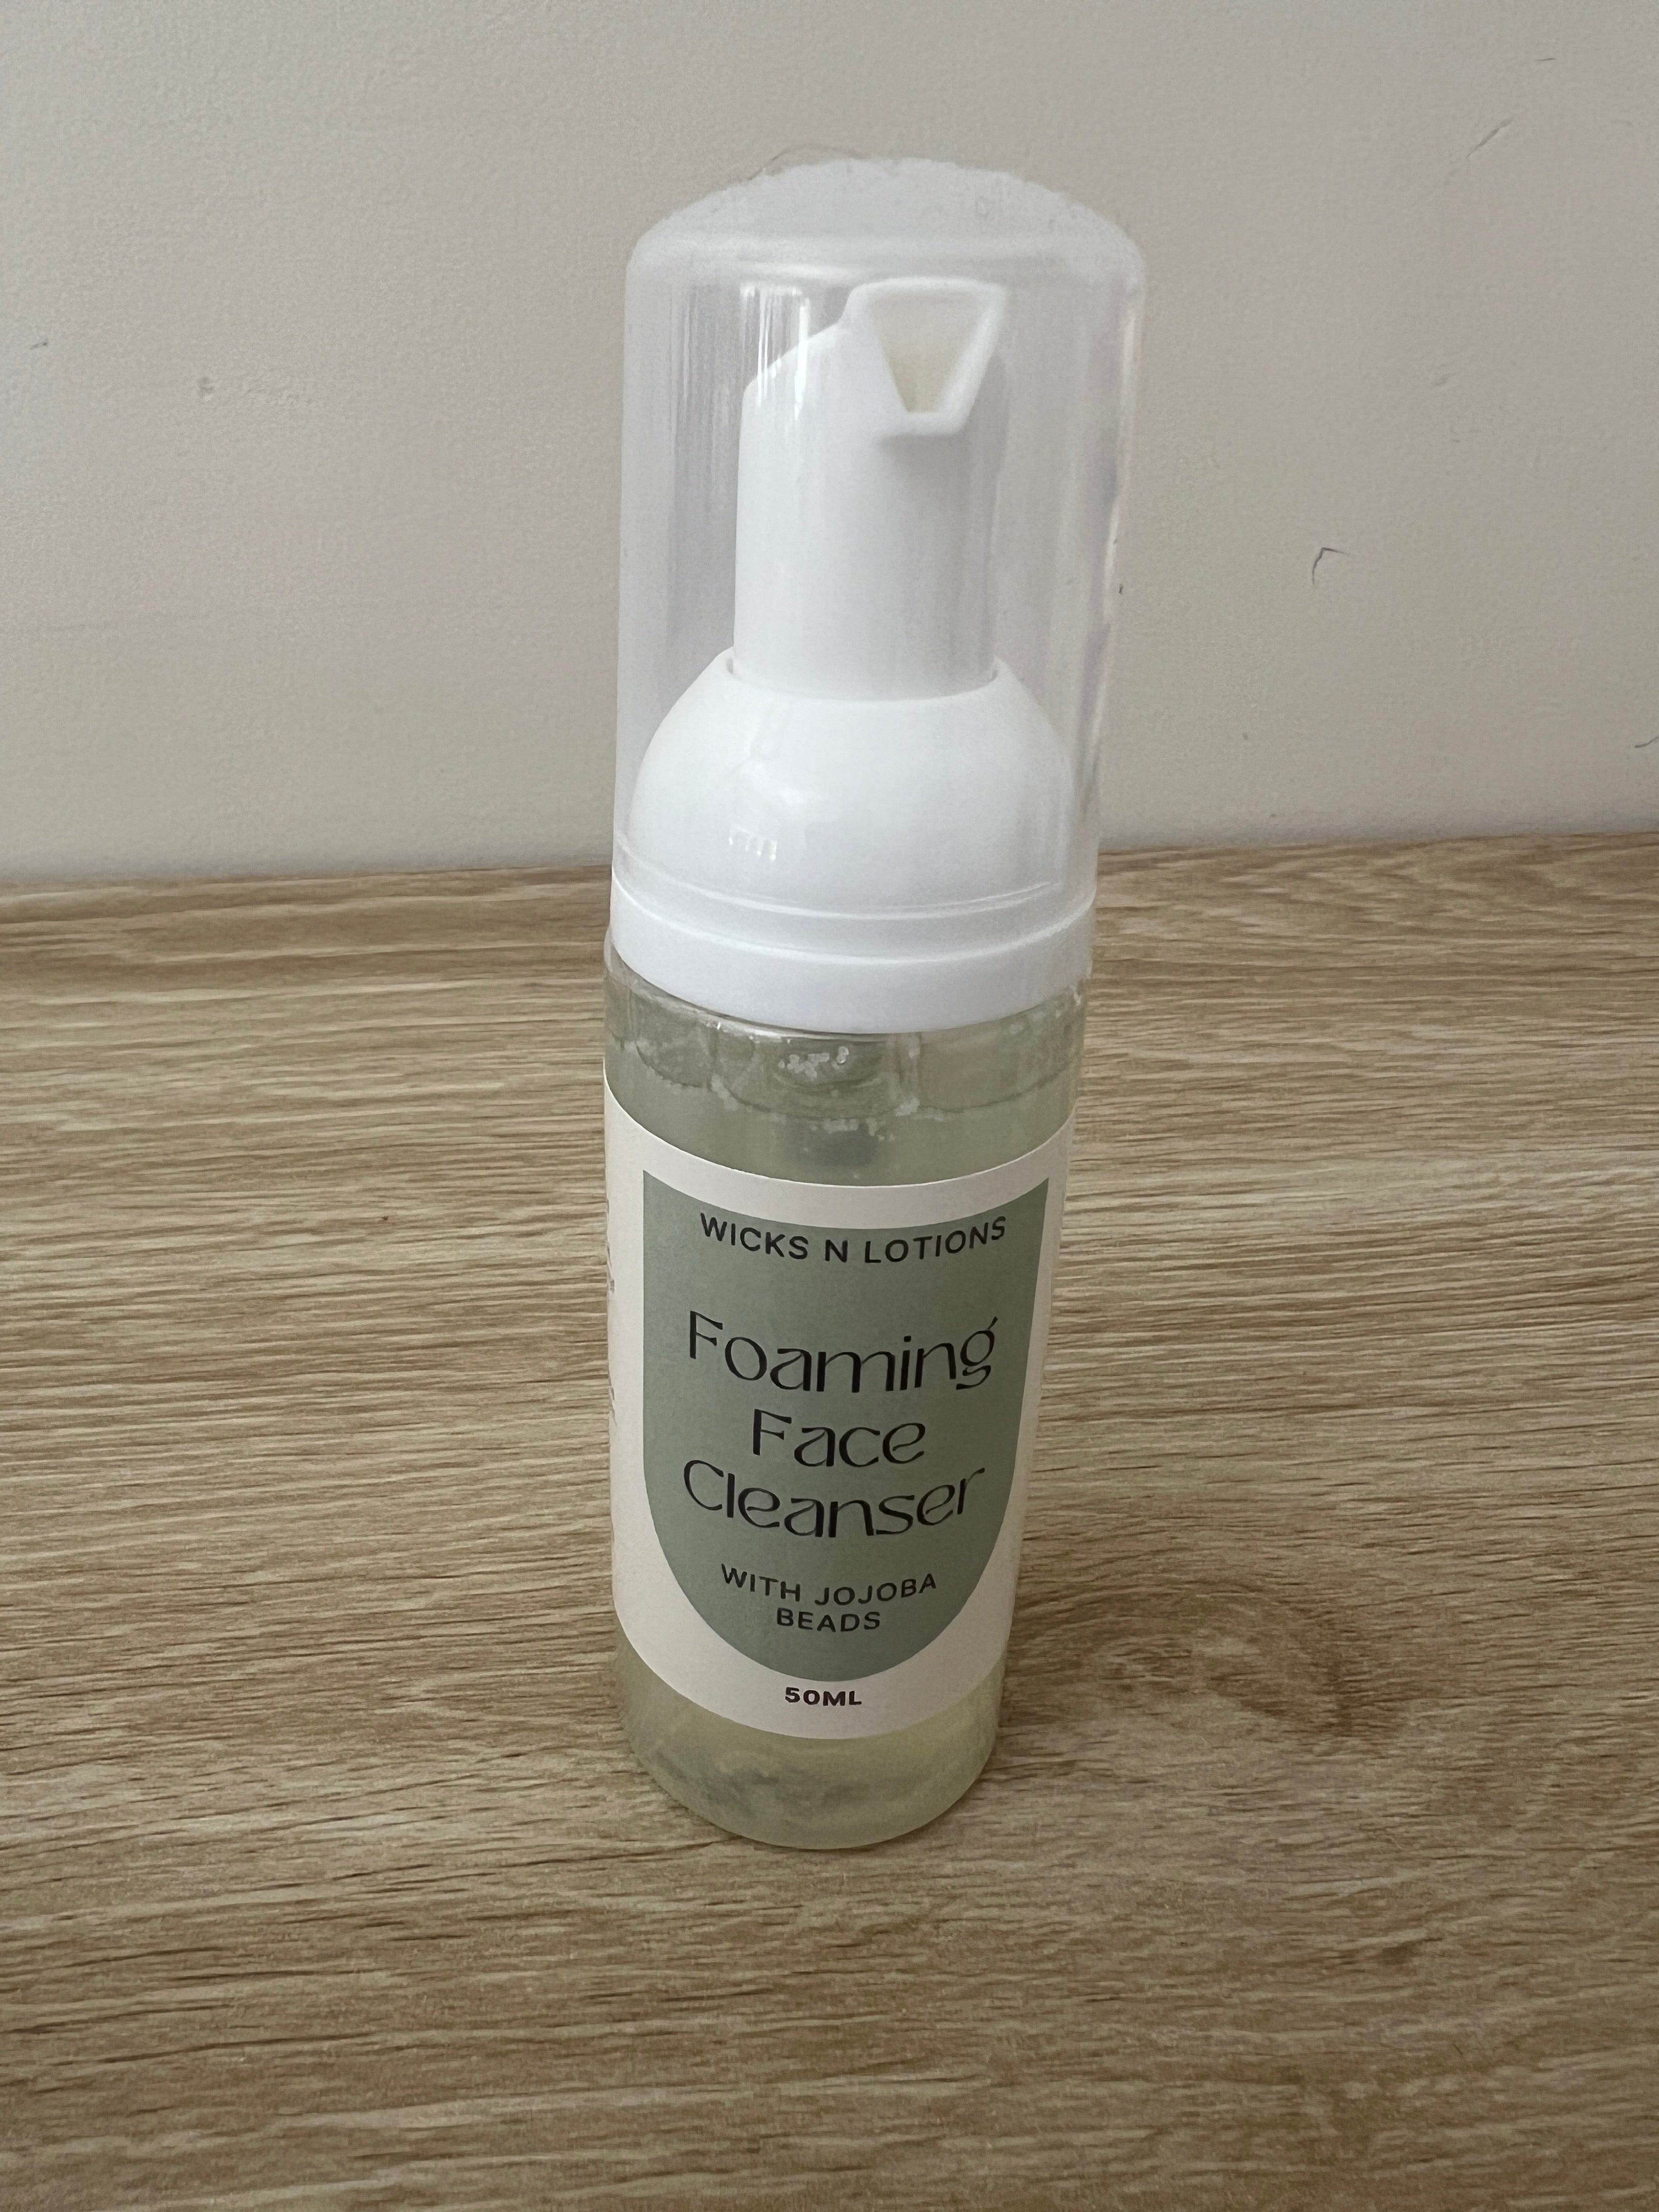 WICKS N LOTIONS
Foaming
Face
Cleanser
WITH JOJOBA
BEADS
50ML